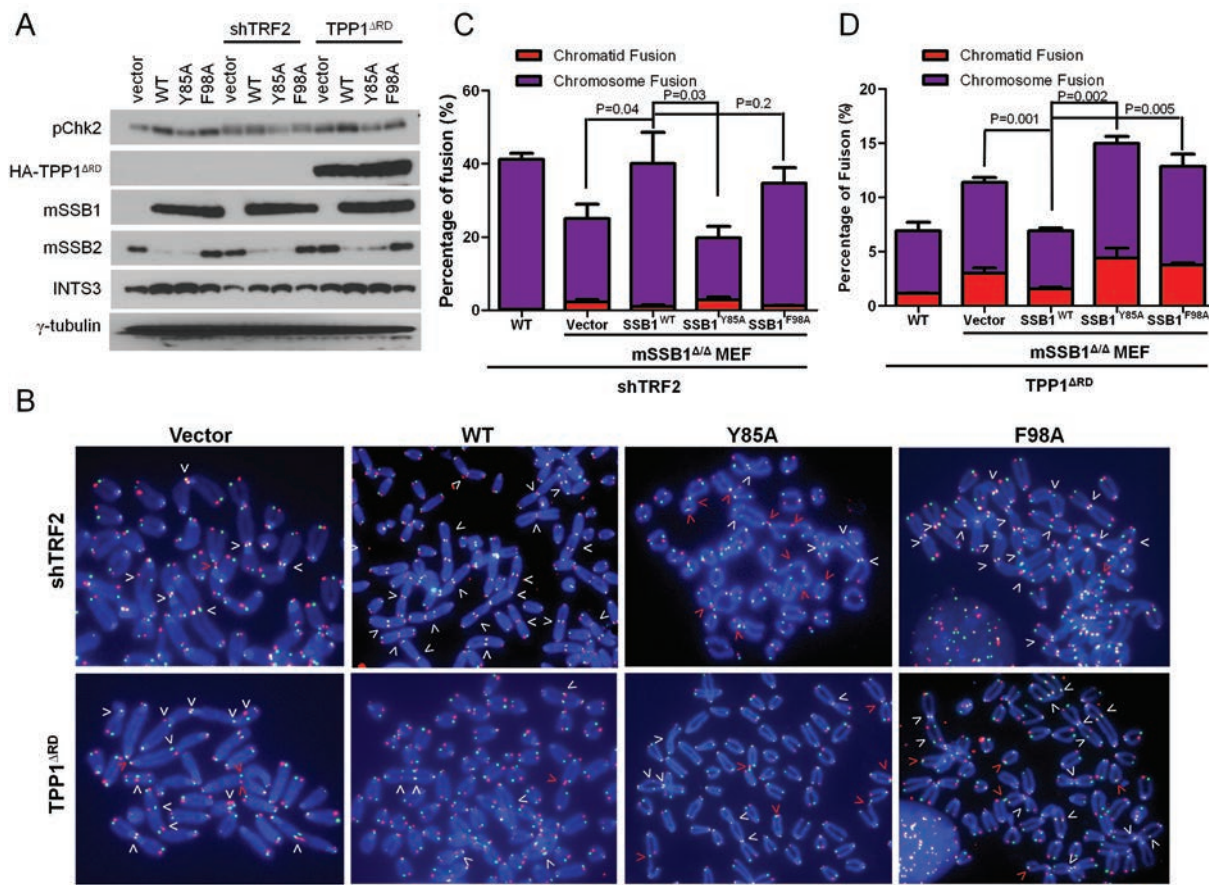 A
shTRF2 TPP1ΔRD
vector WT Y85A F98A vector WT Y85A F98A vector WT Y85A F98A
pChk2
HA-TPP1ΔRD
mSSB1
mSSB2
INTS3
γ-tubulin
C
Chromatid Fusion
Chromosome Fusion
Percentage of fusion (%)
60
40
20
0
P=0.04
P=0.03
P=0.2
WT Vector SSB1WT SSB1Y85A SSB1F98A
mSSB1Δ/Δ MEF
shTRF2
D
Chromatid Fusion
Chromosome Fusion
Percentage of Fuison (%)
20
15
10
5
0
P=0.001
P=0.002
P=0.005
WT Vector SSB1WT SSB1Y85A SSB1F98A
mSSB1Δ/Δ MEF
TPP1ΔRD
B
Vector WT Y85A F98A
shTRF2
TPP1ΔRD